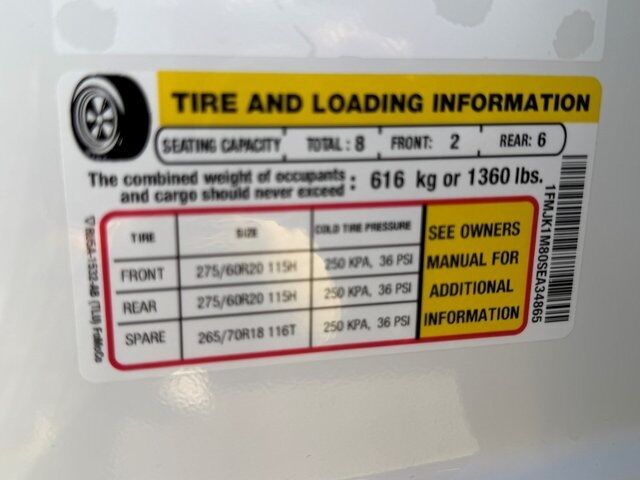 TIRE AND LOADING INFORMATION
SEATING CAPACITY TOTAL : 8 FRONT: 2 REAR: 6
The combined weight of occupants
and cargo should never exceed : 616 kg or 1360 lbs.
TIRE SIZE COLD TIRE PRESSURE
FRONT 275/60R20 115H 250 KPA, 36 PSI
REAR 275/60R20 115H 250 KPA, 36 PSI
SPARE 265/70R18 116T 250 KPA, 36 PSI
SEE OWNERS
MANUAL FOR
ADDITIONAL
INFORMATION
1FMJK1M80SEA34865
(TLU) FoMoCo